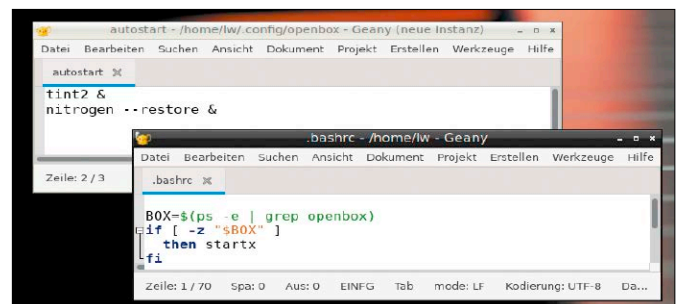 autostart - /home/lw/.config/openbox - Geany (neue Instanz)
Datei Bearbeiten Suchen Ansicht Dokument Projekt Erstellen Werkzeuge Hilfe
autostart
tint2 &
nitrogen --restore &
Zeile: 2 / 3
.bashrc - /home/lw - Geany
Datei Bearbeiten Suchen Ansicht Dokument Projekt Erstellen Werkzeuge Hilfe
.bashrc
BOX=$(ps -e | grep openbox)
if [ -z "$BOX" ]
then startx
fi
Zeile: 1 / 70 Spa: 0 Aus: 0 EINFG Tab mode: LF Kodierung: UTF-8 Da...